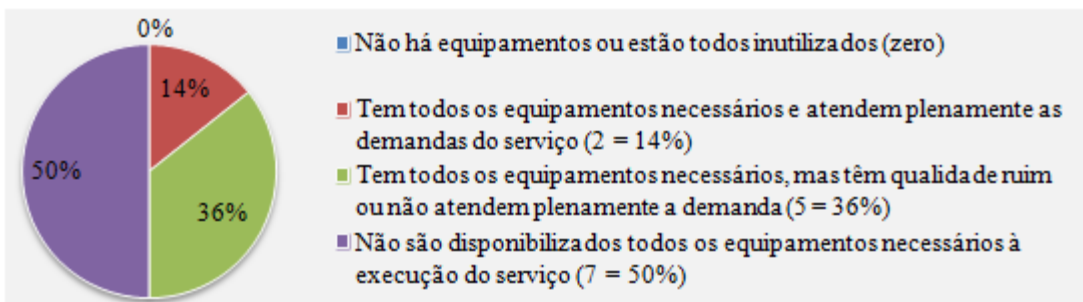 0%
14%
50%
36%
Não há equipamentos ou estão todos inutilizados (zero)
Tem todos os equipamentos necessários e atendem plenamente as
demandas do serviço (2 = 14%)
Tem todos os equipamentos necessários, mas têm qualidade ruim
ou não atendem plenamente a demanda (5 = 36%)
Não são disponibilizados todos os equipamentos necessários à
execução do serviço (7 = 50%)